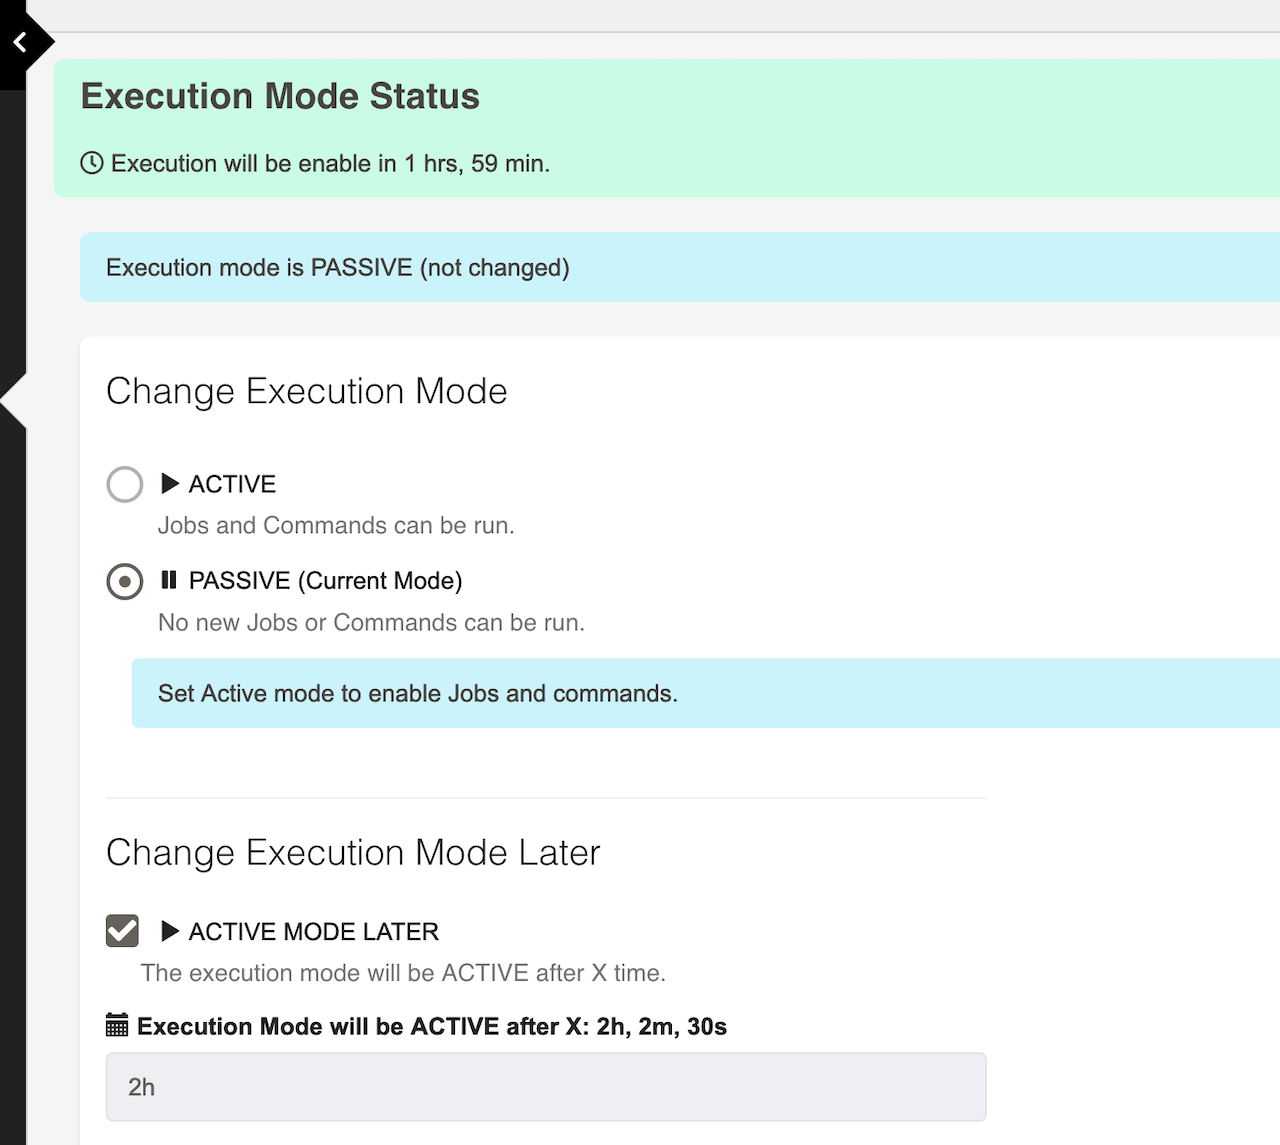 Execution Mode Status
Execution will be enable in 1 hrs, 59 min.
Execution mode is PASSIVE (not changed)
Change Execution Mode
ACTIVE
Jobs and Commands can be run.
PASSIVE (Current Mode)
No new Jobs or Commands can be run.
Set Active mode to enable Jobs and commands.
Change Execution Mode Later
ACTIVE MODE LATER
The execution mode will be ACTIVE after X time.
Execution Mode will be ACTIVE after X: 2h, 2m, 30s
2h